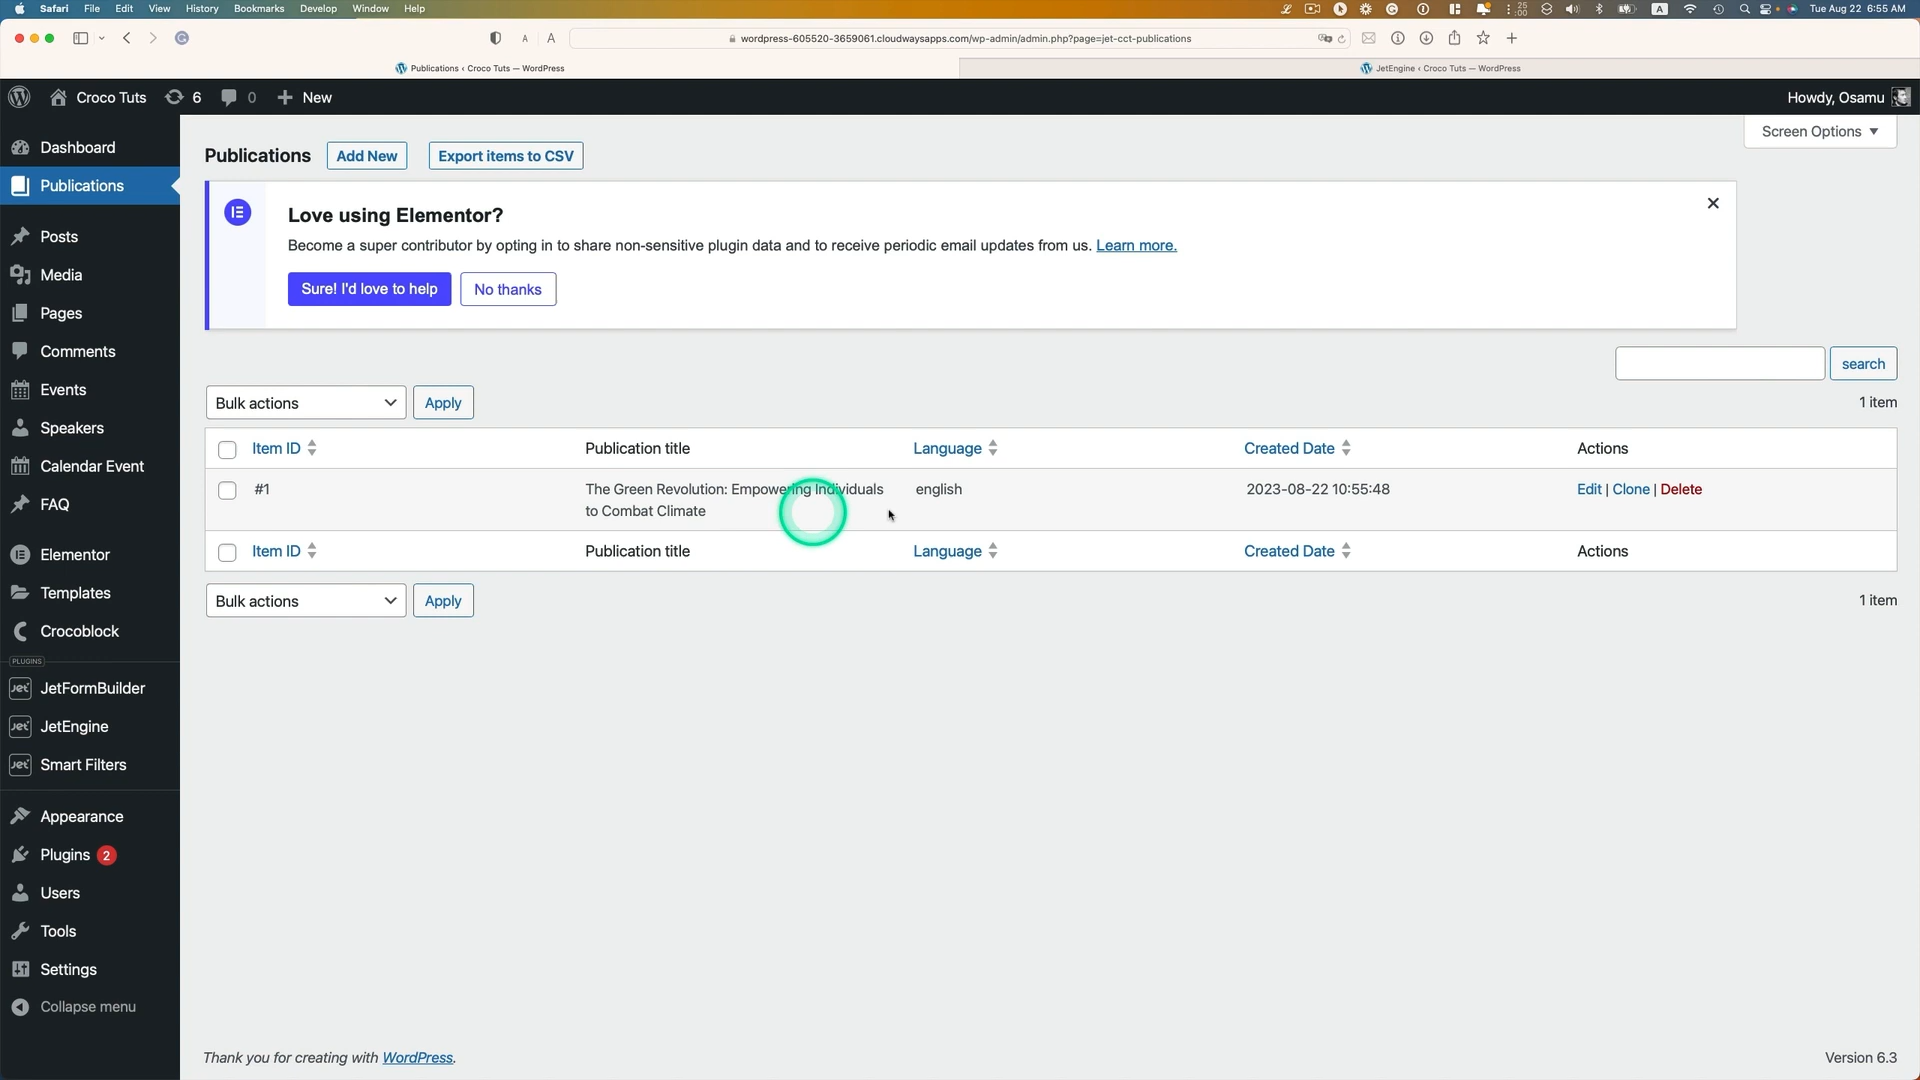 Safari File Edit View History Bookmarks Develop Window Help
25
00
A
Tue Aug 22 6:55 AM
A A
wordpress-605520-3659061.cloudwaysapps.com/wp-admin/admin.php?page=jet-cct-publications
Publications ‹ Croco Tuts — WordPress
JetEngine ‹ Croco Tuts — WordPress
Croco Tuts 6 0 + New
Howdy, Osamu
Screen Options
Dashboard
Publications
Posts
Media
Pages
Comments
Events
Speakers
Calendar Event
FAQ
Elementor
Templates
Crocoblock
PLUGINS
Jet JetFormBuilder
Jet JetEngine
Jet Smart Filters
Appearance
Plugins 2
Users
Tools
Settings
Collapse menu
Publications Add New Export items to CSV
Love using Elementor?
Become a super contributor by opting in to share non-sensitive plugin data and to receive periodic email updates from us. Learn more.
Sure! I'd love to help No thanks
search
Bulk actions Apply
1 item
Item ID Publication title Language Created Date Actions
#1 The Green Revolution: Empowering Individuals english 2023-08-22 10:55:48 Edit | Clone | Delete
to Combat Climate
Item ID Publication title Language Created Date Actions
Bulk actions Apply
1 item
Thank you for creating with WordPress.
Version 6.3